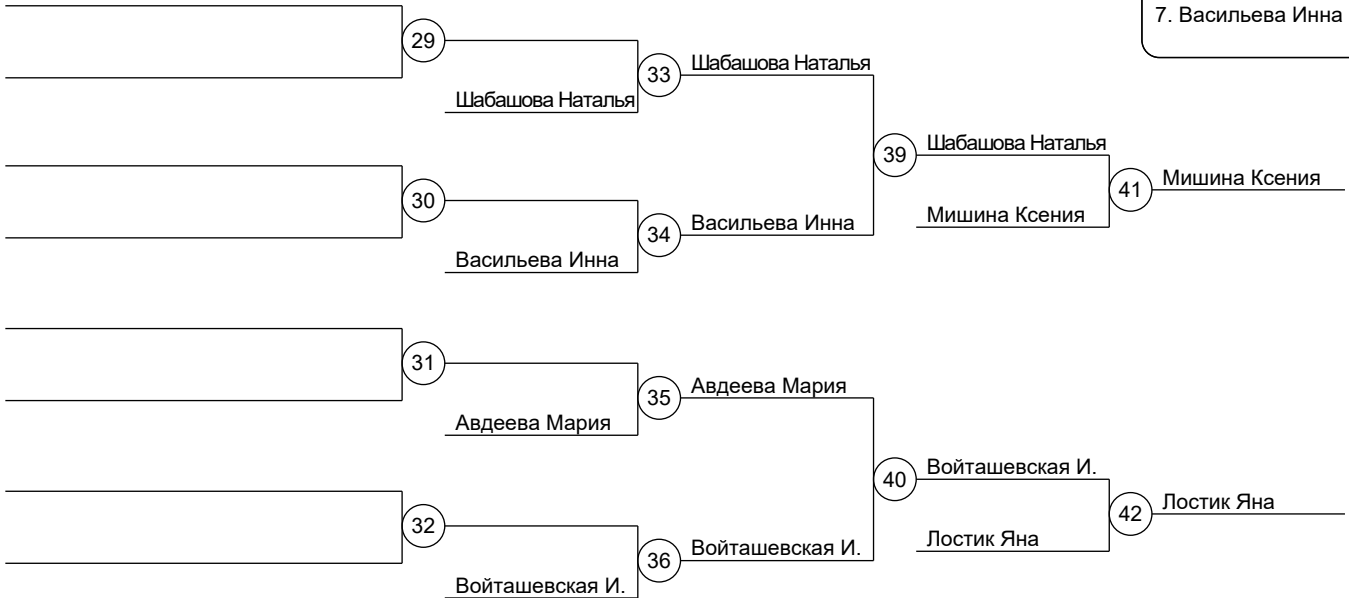 7. Васильева Инна
29
33
Шабашова Наталья
Шабашова Наталья
39
Шабашова Наталья
41
Мишина Ксения
30
34
Васильева Инна
Мишина Ксения
Васильева Инна
31
35
Авдеева Мария
Авдеева Мария
40
Войташевская И.
42
Лостик Яна
32
36
Войташевская И.
Лостик Яна
Войташевская И.